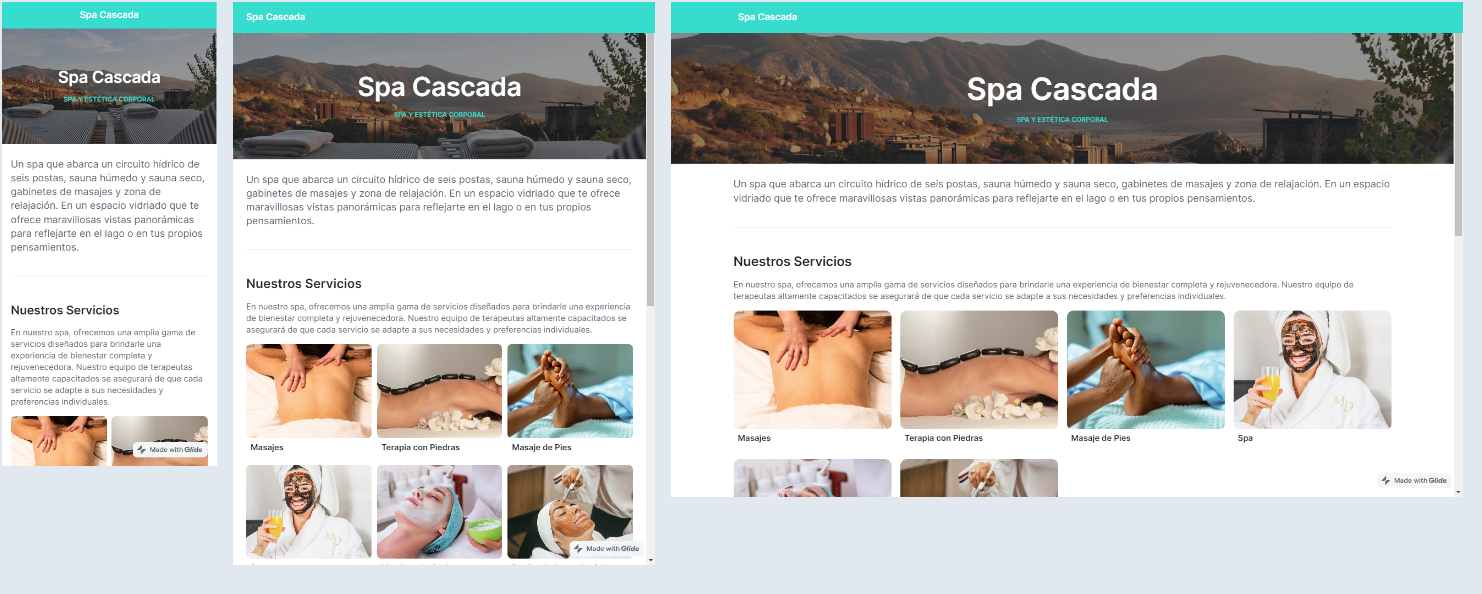 Spa Cascada
Spa Cascada
SPA Y ESTÉTICA CORPORAL
Un spa que abarca un circuito hídrico de
seis postas, sauna húmedo y sauna seco,
gabinetes de masajes y zona de
relajación. En un espacio vidriado que te
ofrece maravillosas vistas panorámicas
para reflejarte en el lago o en tus propios
pensamientos.
Nuestros Servicios
En nuestro spa, ofrecemos una amplia gama de
servicios diseñados para brindarle una
experiencia de bienestar completa y
rejuvenecedora. Nuestro equipo de terapeutas
altamente capacitados se asegurará de que cada
servicio se adapte a sus necesidades y
preferencias individuales.
Made with Glide
Spa Cascada
Spa Cascada
SPA Y ESTÉTICA CORPORAL
Un spa que abarca un circuito hídrico de seis postas, sauna húmedo y sauna seco,
gabinetes de masajes y zona de relajación. En un espacio vidriado que te ofrece
maravillosas vistas panorámicas para reflejarte en el lago o en tus propios
pensamientos.
Nuestros Servicios
En nuestro spa, ofrecemos una amplia gama de servicios diseñados para brindarle una experiencia
de bienestar completa y rejuvenecedora. Nuestro equipo de terapeutas altamente capacitados se
asegurará de que cada servicio se adapte a sus necesidades y preferencias individuales.
Masajes
Terapia con Piedras
Masaje de Pies
MD
Made with Glide
Spa Cascada
Spa Cascada
SPA Y ESTÉTICA CORPORAL
Un spa que abarca un circuito hídrico de seis postas, sauna húmedo y sauna seco, gabinetes de masajes y zona de relajación. En un espacio
vidriado que te ofrece maravillosas vistas panorámicas para reflejarte en el lago o en tus propios pensamientos.
Nuestros Servicios
En nuestro spa, ofrecemos una amplia gama de servicios diseñados para brindarle una experiencia de bienestar completa y rejuvenecedora. Nuestro equipo de
terapeutas altamente capacitados se asegurará de que cada servicio se adapte a sus necesidades y preferencias individuales.
MD
Masajes
Terapia con Piedras
Masaje de Pies
Spa
Made with Glide